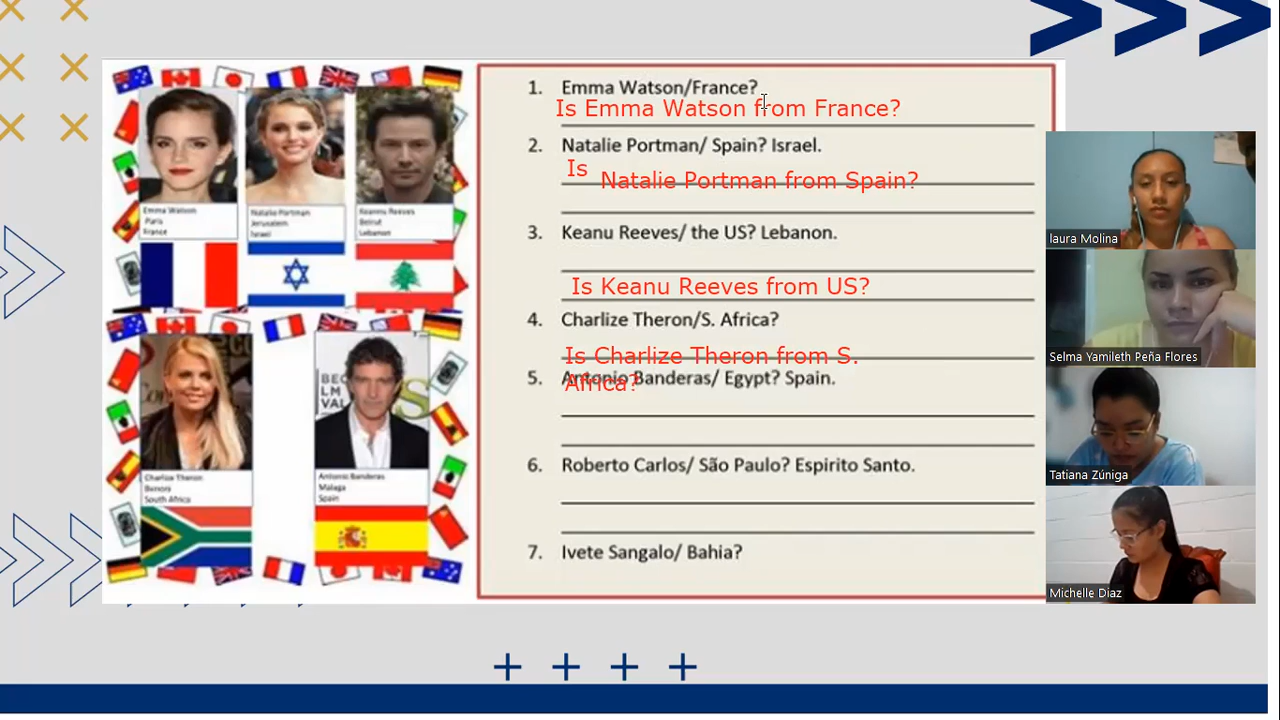 Emma Watson
Paris
France
Natalie Portman
Jerusalem
Israel
Keannu Reeves
Beirut
Lebanon
Charlize Theron
Benoni
South Africa
Antonio Banderas
Malaga
Spain
1. Emma Watson/France?
Is Emma Watson from France?
2. Natalie Portman/ Spain? Israel.
Is
Natalie Portman from Spain?
3. Keanu Reeves/ the US? Lebanon.
Is Keanu Reeves from US?
4. Charlize Theron/S. Africa?
Is Charlize Theron from S.
Africa?
5. Antonio Banderas/ Egypt? Spain.
6. Roberto Carlos/ São Paulo? Espirito Santo.
7. Ivete Sangalo/ Bahia?
laura Molina
Selma Yamileth Peña Flores
Tatiana Zúniga
Michelle Diaz